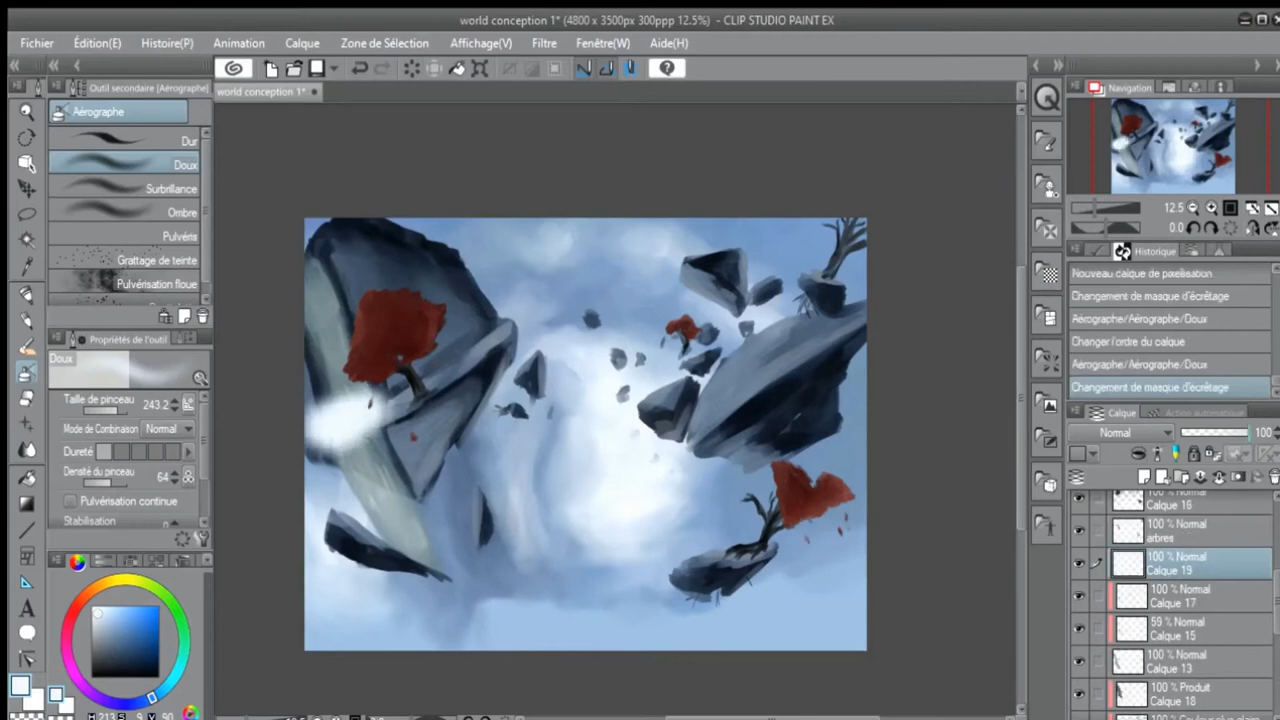 world conception 1* (4800 x 3500px 300ppp 12.5%) - CLIP STUDIO PAINT EX
Fichier Édition(E) Histoire(P) Animation Calque Zone de Sélection Affichage(V) Filtre Fenêtre(W) Aide(H)
Outil secondaire [Aérographe]
world conception 1*
Navigation
Aérographe
Dur
Doux
Surbrillance
Ombre
Pulvéris
Grattage de teinte
Pulvérisation floue
12.5
0.0
Historique
Nouveau calque de pixelisation
Changement de masque d'écrêtage
Aérographe/Aérographe/Doux
Changer l'ordre du calque
Aérographe/Aérographe/Doux
Changement de masque d'écrêtage
Propriétés de l'outil
Doux
Taille de pinceau 243.2
Mode de Combinaison Normal
Dureté
Densité du pinceau 64
Pulvérisation continue
Stabilisation
Calque Action automatique
Normal 100
100 % Normal
Calque 16
100 % Normal
arbres
100 % Normal
Calque 19
100 % Normal
Calque 17
59 % Normal
Calque 15
100 % Normal
Calque 13
100 % Produit
Calque 18
H 213 S 9 V 90